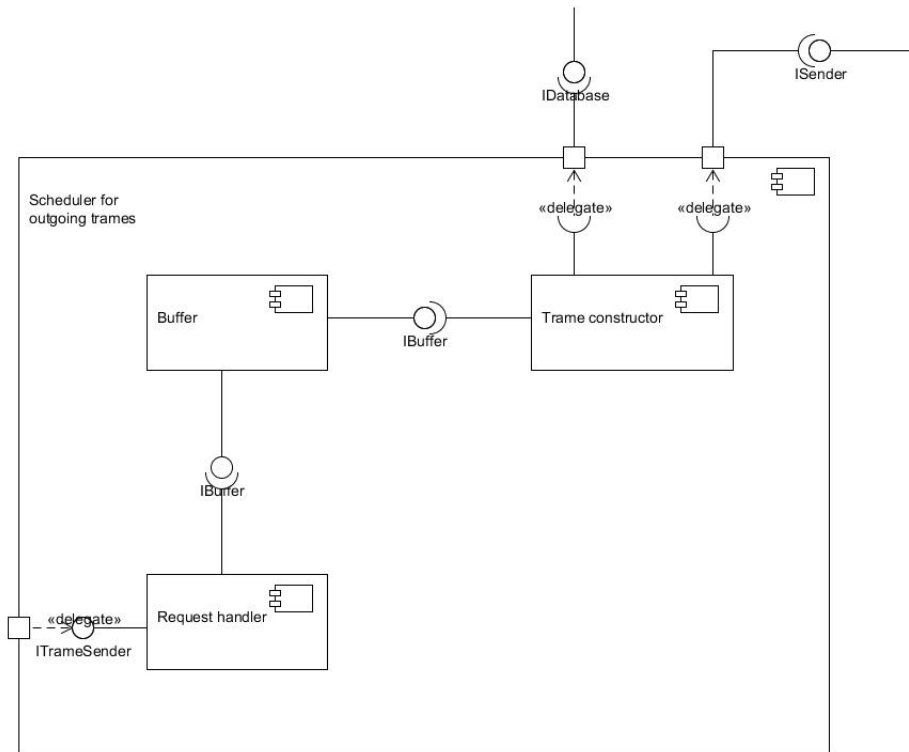 ISender
IDatabase
Scheduler for
outgoing trames
«delegate»
«delegate»
Buffer
Trame constructor
IBuffer
IBuffer
Request handler
«delegate»
ITrameSender